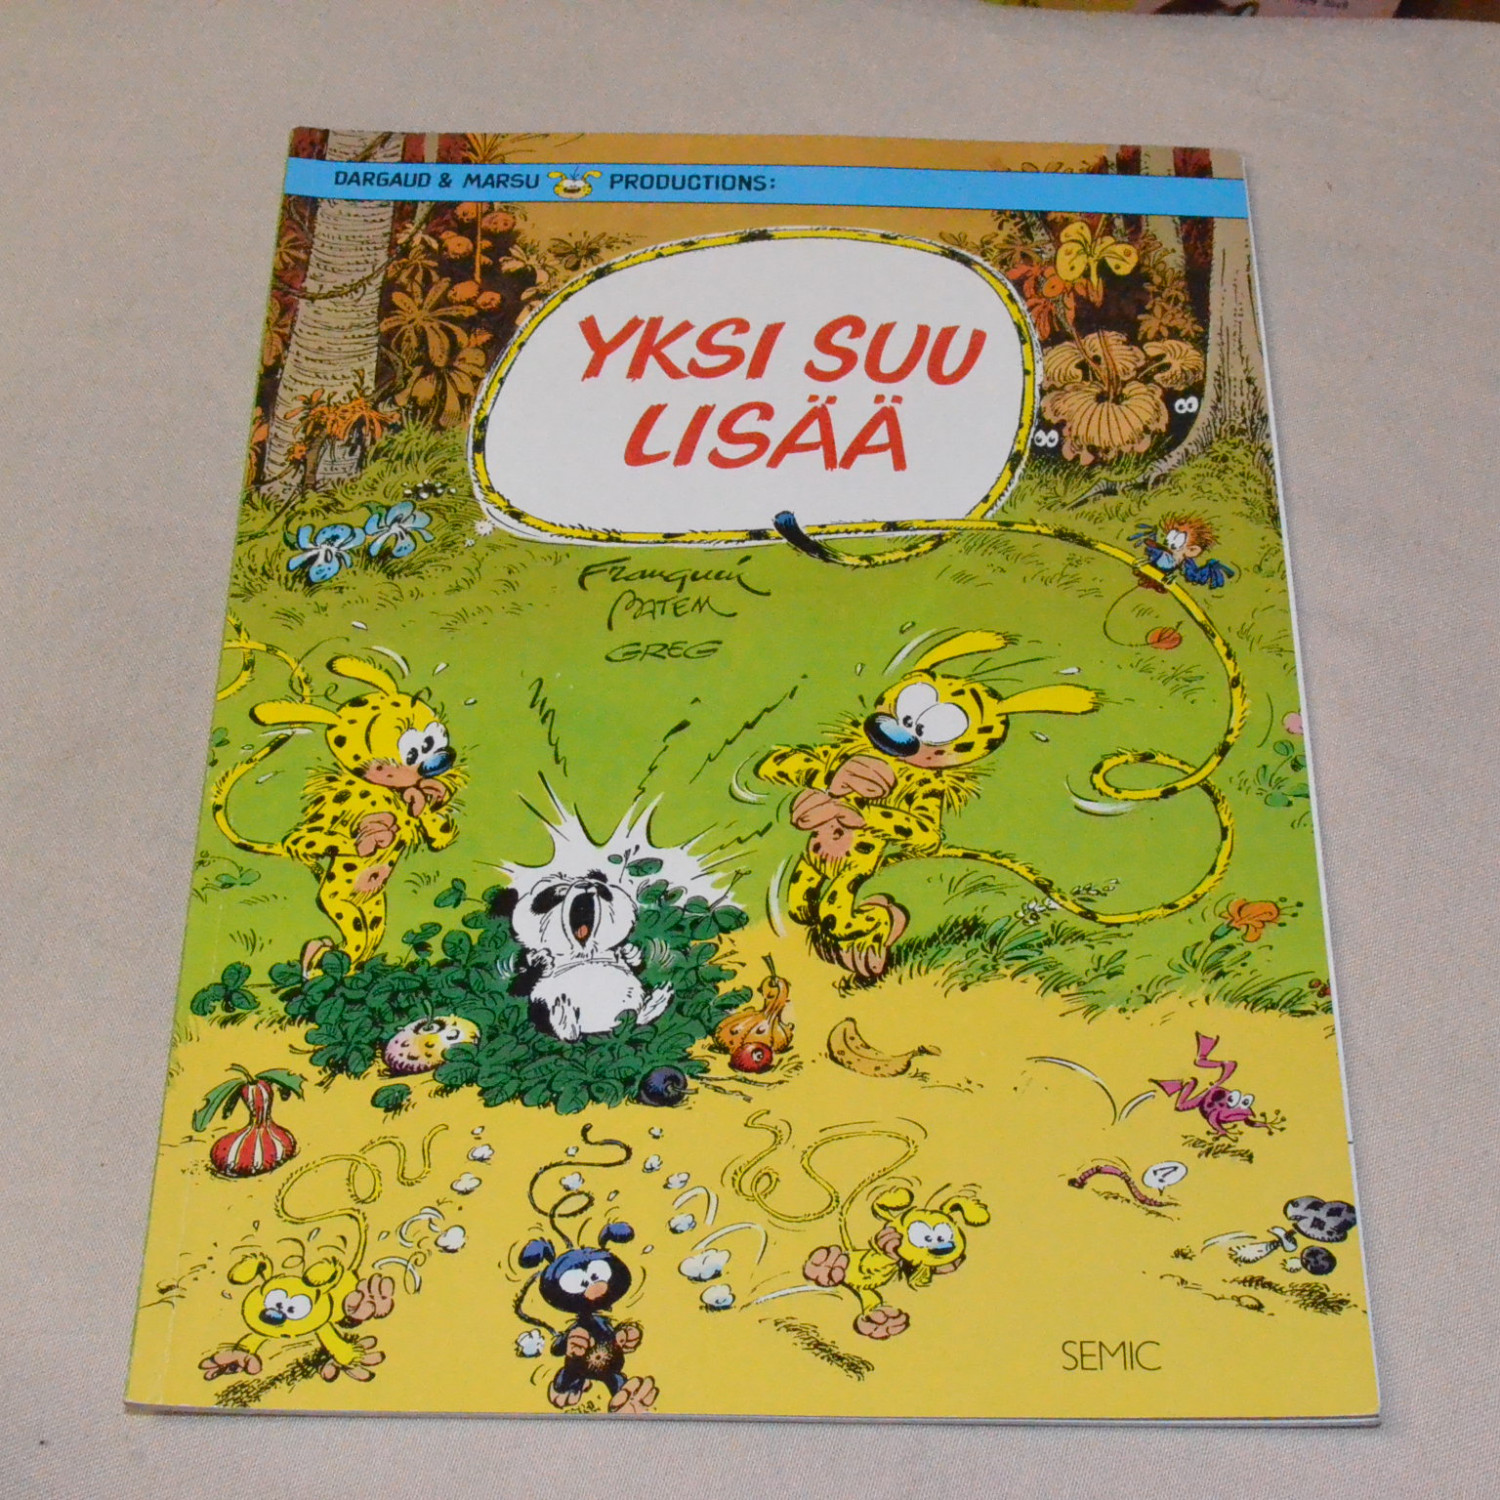 DARGAUD & MARSU PRODUCTIONS:
YKSI SUU
LISÄÄ
Franquin
BATEM
GREG
?
SEMIC